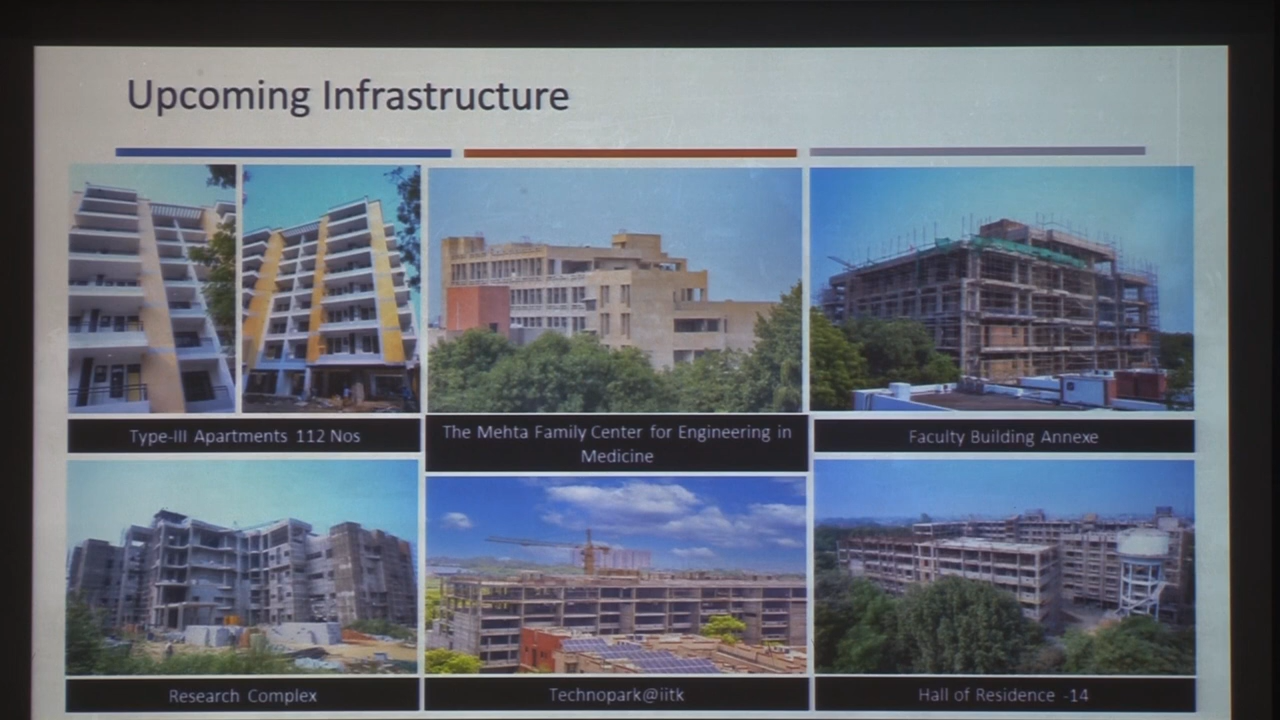 Upcoming Infrastructure
Type-III Apartments 112 Nos
The Mehta Family Center for Engineering in
Medicine
Faculty Building Annexe
Research Complex
Technopark@iitk
Hall of Residence -14